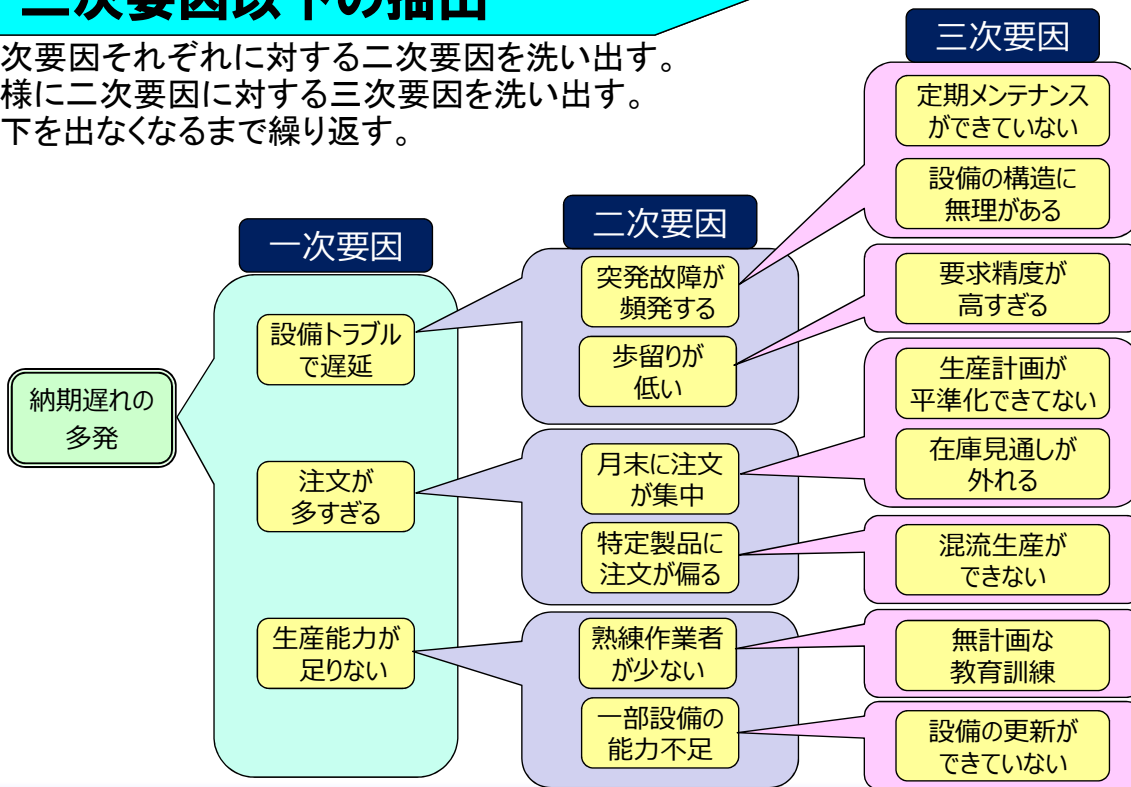 二次要因以下の抽出
次要因それぞれに対する二次要因を洗い出す。
様に二次要因に対する三次要因を洗い出す。
下を出なくなるまで繰り返す。
一次要因
二次要因
三次要因
納期遅れの
多発
設備トラブル
で遅延
注文が
多すぎる
生産能力が
足りない
突発故障が
頻発する
歩留りが
低い
月末に注文
が集中
特定製品に
注文が偏る
熟練作業者
が少ない
一部設備の
能力不足
定期メンテナンス
ができていない
設備の構造に
無理がある
要求精度が
高すぎる
生産計画が
平準化できてない
在庫見通しが
外れる
混流生産が
できない
無計画な
教育訓練
設備の更新が
できていない